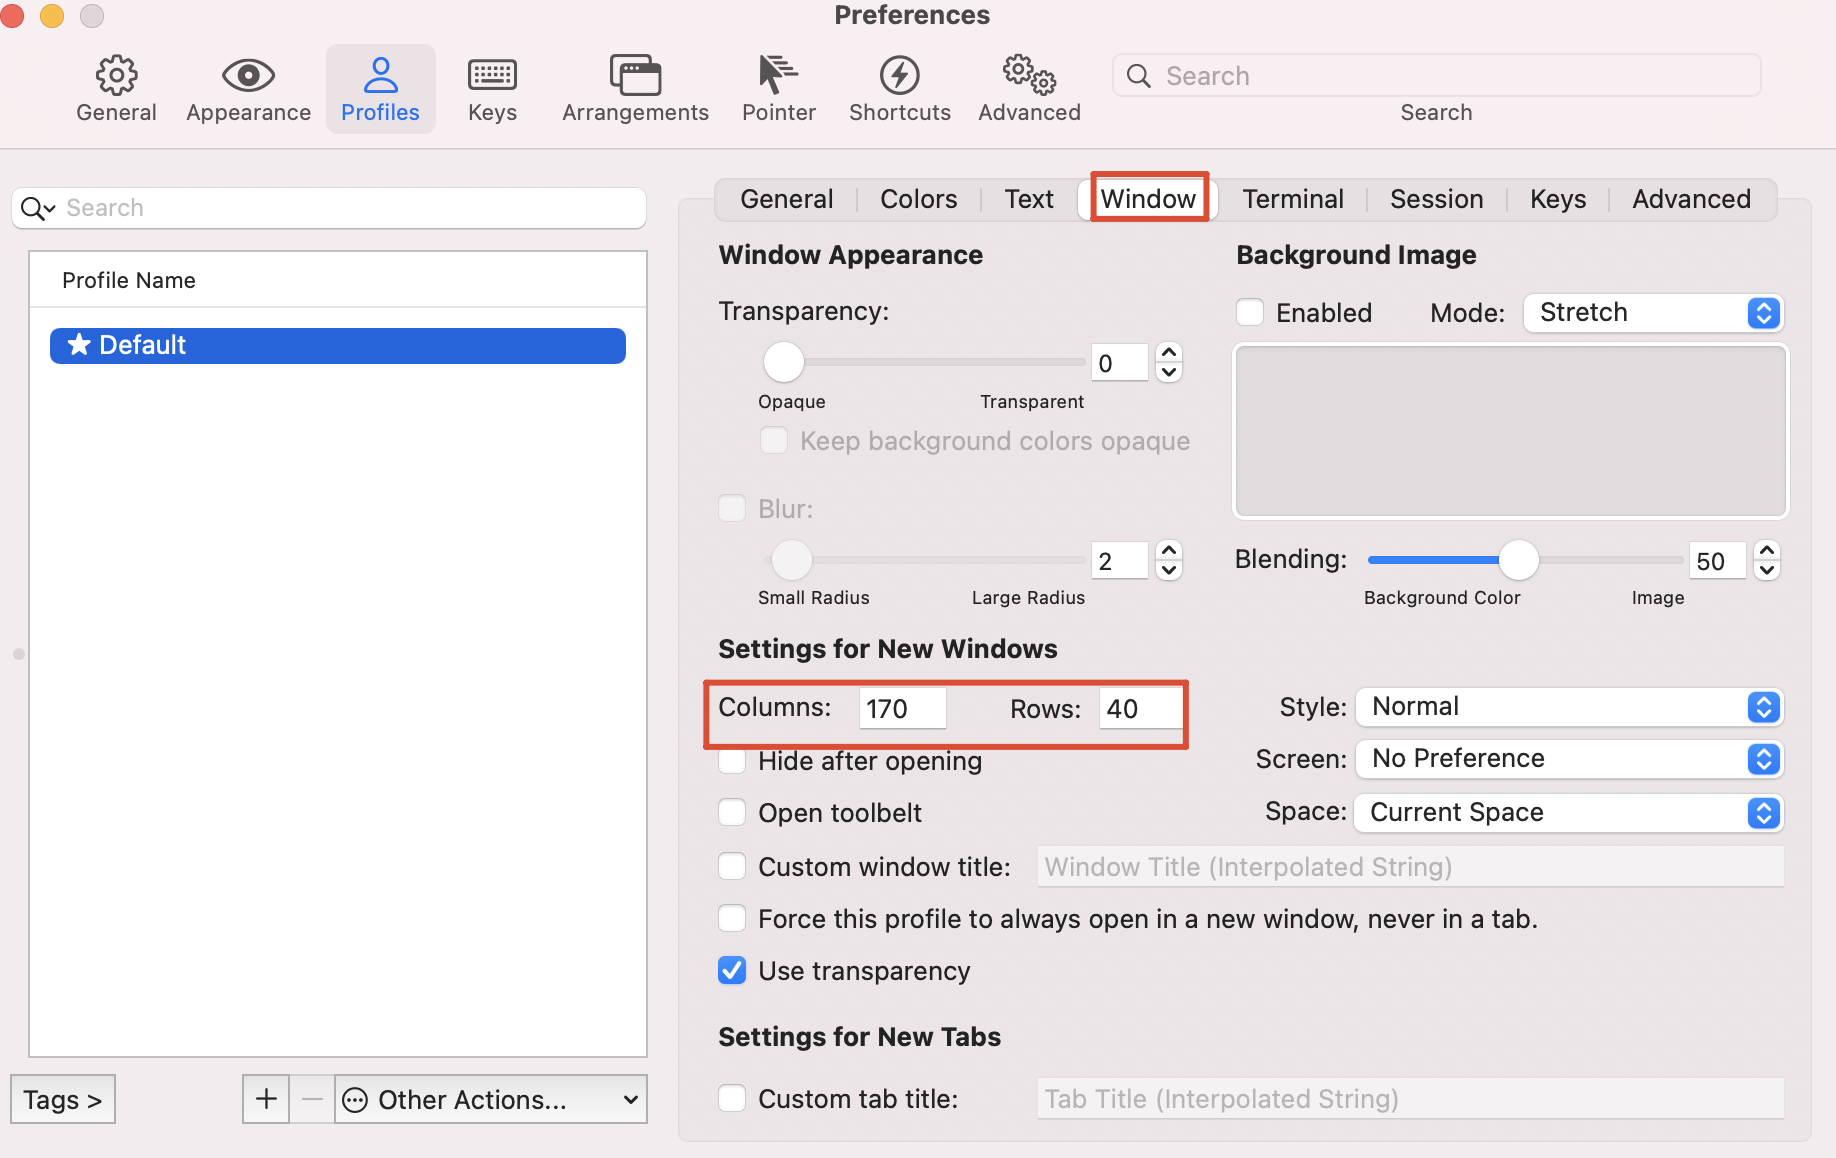 Preferences
General Appearance Profiles Keys Arrangements Pointer Shortcuts Advanced Search
Search
Search
General Colors Text Window Terminal Session Keys Advanced
Profile Name
Default
Window Appearance
Transparency:
0
Opaque Transparent
Keep background colors opaque
Blur:
2
Small Radius Large Radius
Background Image
Enabled Mode: Stretch
Blending: 50
Background Color Image
Settings for New Windows
Columns: 170 Rows: 40 Style: Normal
Hide after opening Screen: No Preference
Open toolbelt Space: Current Space
Custom window title: Window Title (Interpolated String)
Force this profile to always open in a new window, never in a tab.
Use transparency
Settings for New Tabs
Custom tab title: Tab Title (Interpolated String)
Tags > + − Other Actions...